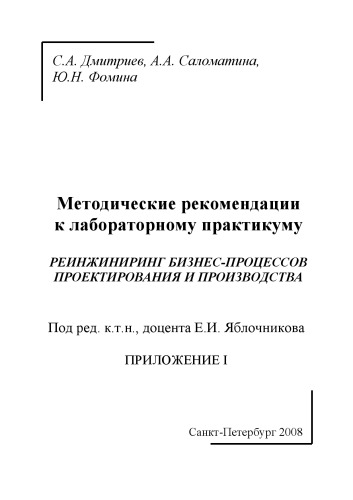 С.А. Дмитриев, А.А. Саломатина,
Ю.Н. Фомина
Методические рекомендации
к лабораторному практикуму
РЕИНЖИНИРИНГ БИЗНЕС-ПРОЦЕССОВ
ПРОЕКТИРОВАНИЯ И ПРОИЗВОДСТВА
Под ред. к.т.н., доцента Е.И. Яблочникова
ПРИЛОЖЕНИЕ I
Санкт-Петербург 2008